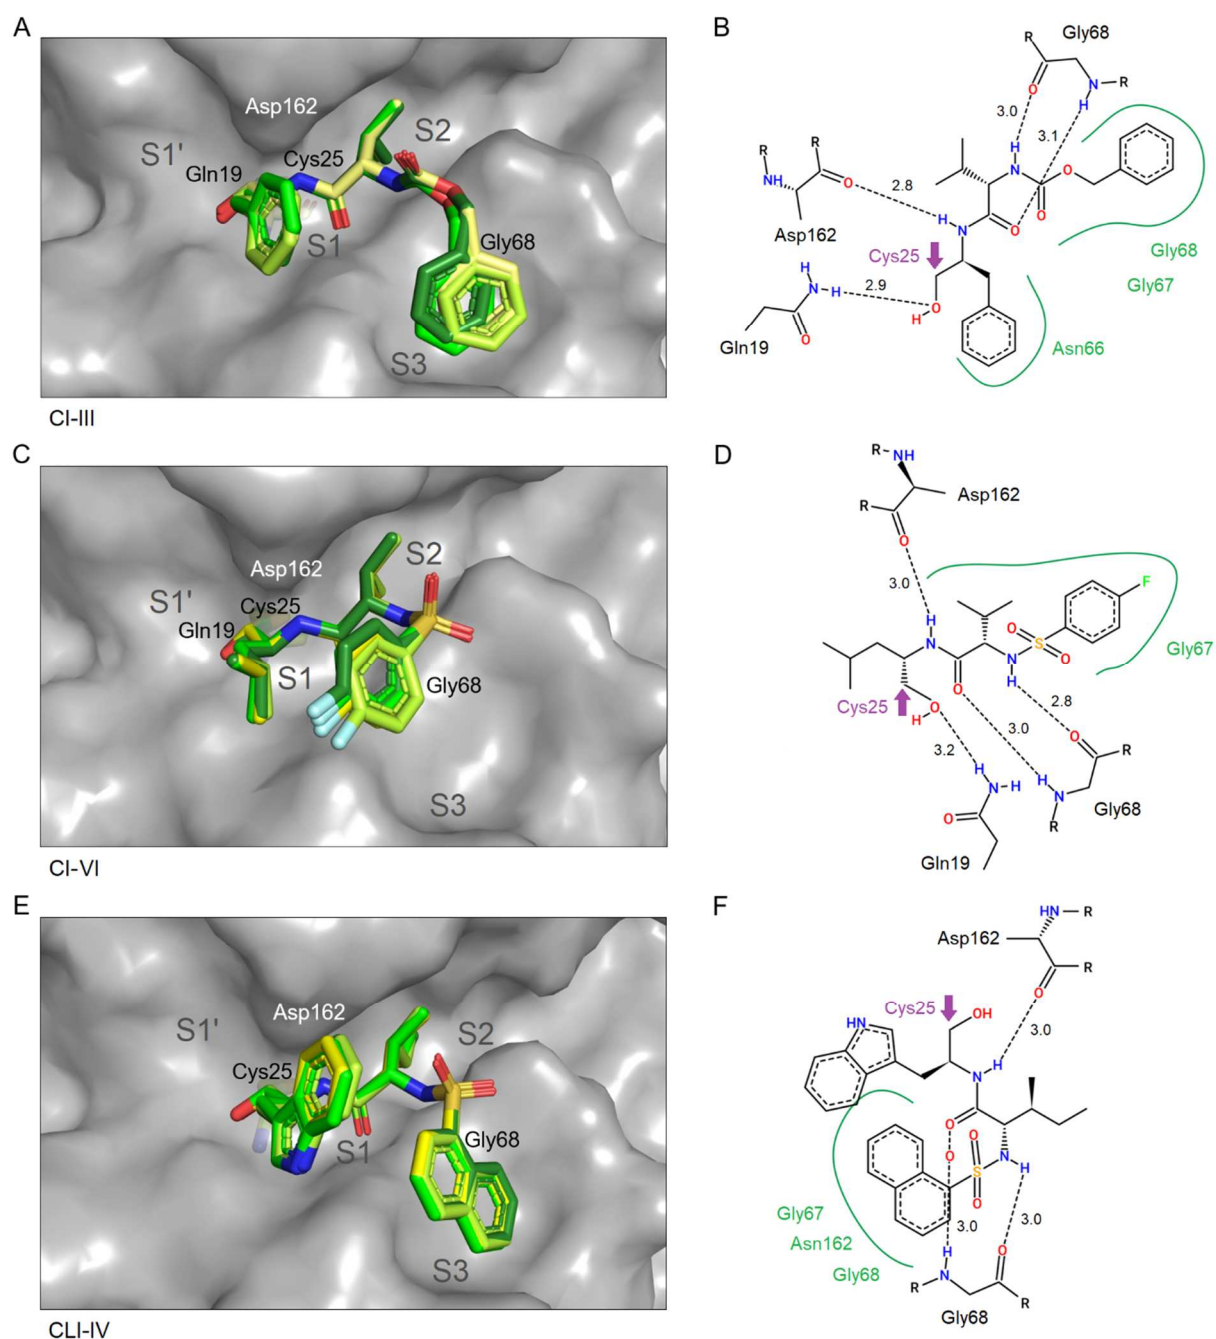 A
Asp162
S1'
Gln19
Cys25
S2
S1
Gly68
S3
CI-III
B
R
Gly68
O
N
R
H
3.0
3.1
H
N
O
O
O
R
R
NH
O
2.8
Asp162
H
N
Cys25
H
N
H
2.9
O
H
O
Gln19
Gly68
Gly67
Asn66
C
Asp162
S1'
Cys25
Gln19
S2
S1
Gly68
S3
CI-VI
D
R
NH
Asp162
R
O
3.0
H
N
O
S
O
F
N
H
O
Gly67
Cys25
O
H
2.8
3.0
3.2
O
R
H
N
H
H
N
R
Gly68
O
Gln19
E
S1'
Asp162
S2
Cys25
S1
Gly68
S3
CLI-IV
F
HN
R
Asp162
R
O
Cys25
OH
HN
3.0
H
N
O
O
O
S
O
N
H
Gly67
Asn162
Gly68
3.0
3.0
H
N
R
O
R
Gly68